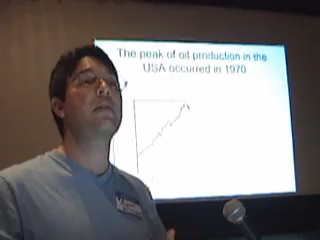 The peak of oil production in the
USA occurred in 1970